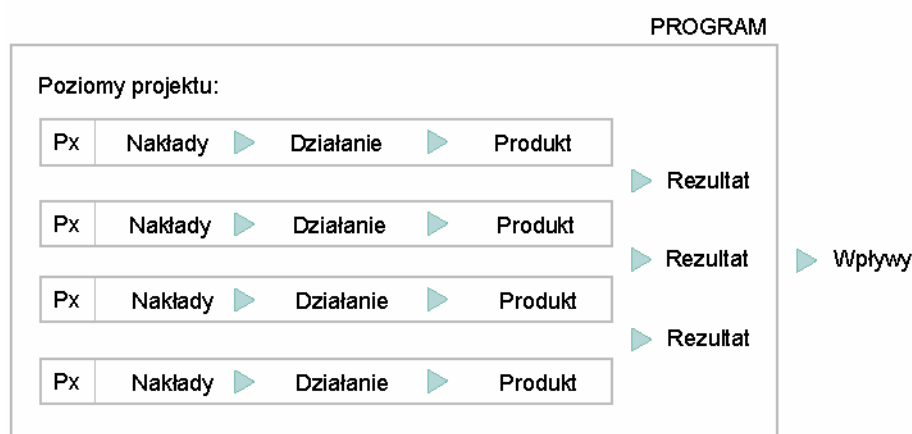 PROGRAM
Poziomy projektu:
Px Nakłady Działanie Produkt
Rezultat
Px Nakłady Działanie Produkt
Rezultat Wpływy
Px Nakłady Działanie Produkt
Rezultat
Px Nakłady Działanie Produkt